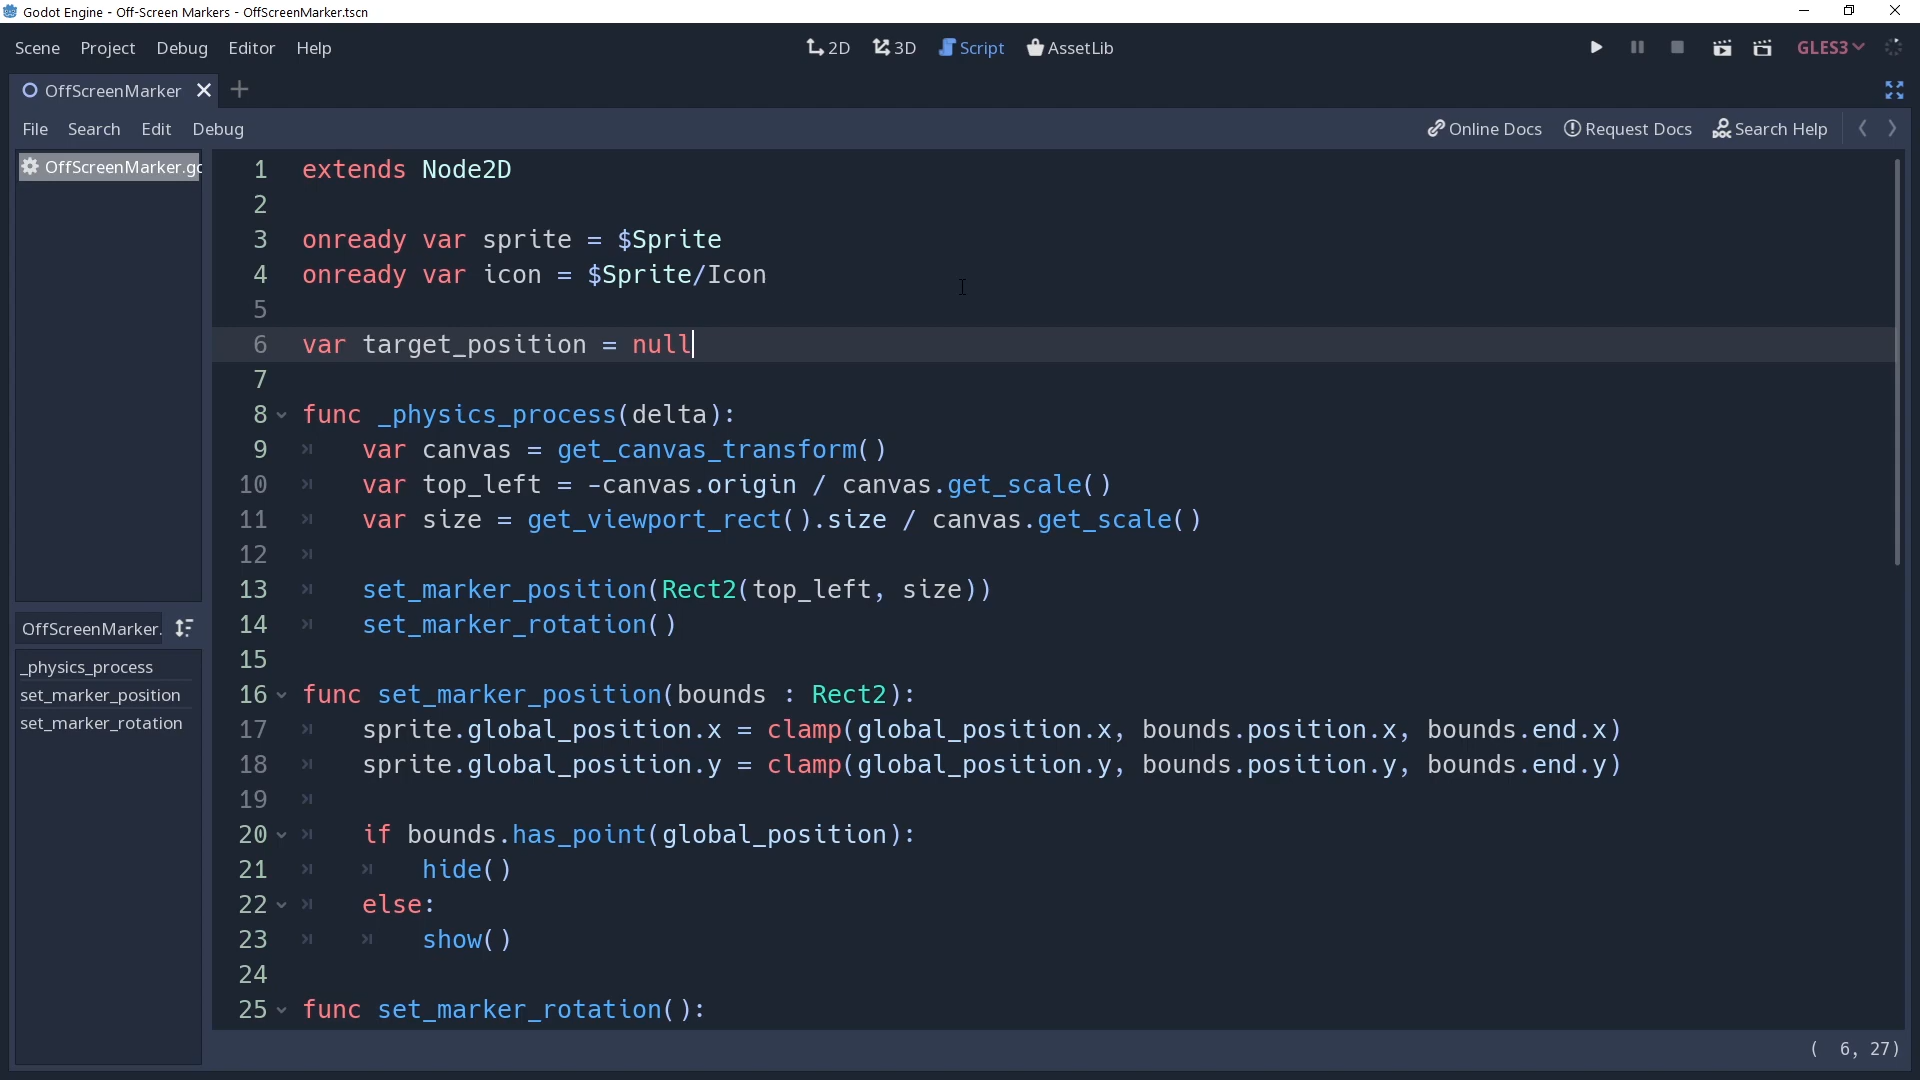 Godot Engine - Off-Screen Markers - OffScreenMarker.tscn
Scene Project Debug Editor Help 2D 3D Script AssetLib GLES3
OffScreenMarker
File Search Edit Debug Online Docs Request Docs Search Help
OffScreenMarker.gd
1 extends Node2D
2
3 onready var sprite = $Sprite
4 onready var icon = $Sprite/Icon
5
6 var target_position = null
7
8 func _physics_process(delta):
9 var canvas = get_canvas_transform()
10 var top_left = -canvas.origin / canvas.get_scale()
11 var size = get_viewport_rect().size / canvas.get_scale()
12
13 set_marker_position(Rect2(top_left, size))
14 set_marker_rotation()
15
16 func set_marker_position(bounds : Rect2):
17 sprite.global_position.x = clamp(global_position.x, bounds.position.x, bounds.end.x)
18 sprite.global_position.y = clamp(global_position.y, bounds.position.y, bounds.end.y)
19
20 if bounds.has_point(global_position):
21 hide()
22 else:
23 show()
24
25 func set_marker_rotation():
OffScreenMarker.
_physics_process
set_marker_position
set_marker_rotation
( 6, 27)